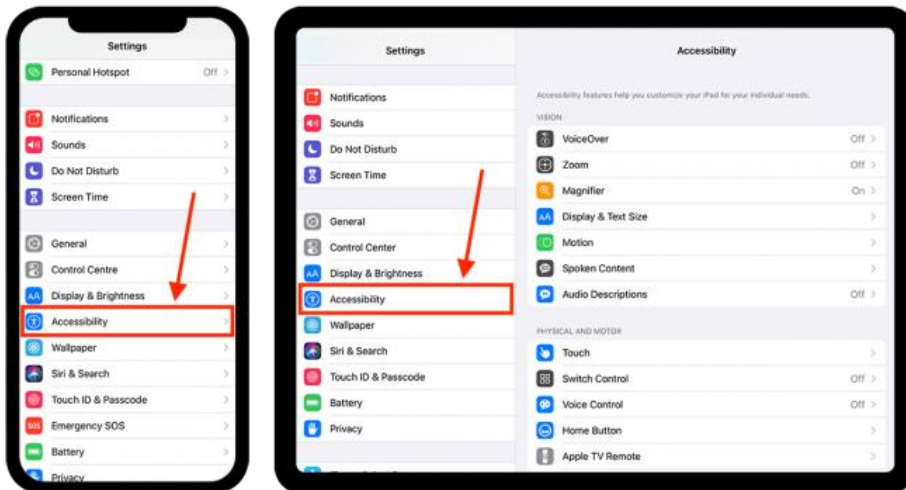 Settings
Personal Hotspot Off
Notifications
Sounds
Do Not Disturb
Screen Time
General
Control Centre
Display & Brightness
Accessibility
Wallpaper
Siri & Search
Touch ID & Passcode
Emergency SOS
Battery
Privacy
Settings
Notifications
Sounds
Do Not Disturb
Screen Time
General
Control Center
Display & Brightness
Accessibility
Wallpaper
Siri & Search
Touch ID & Passcode
Battery
Privacy
Accessibility
Accessibility features help you customize your iPad for your individual needs.
VISION
VoiceOver Off
Zoom Off
Magnifier On
Display & Text Size
Motion
Spoken Content
Audio Descriptions Off
PHYSICAL AND MOTOR
Touch
Switch Control Off
Voice Control Off
Home Button
Apple TV Remote